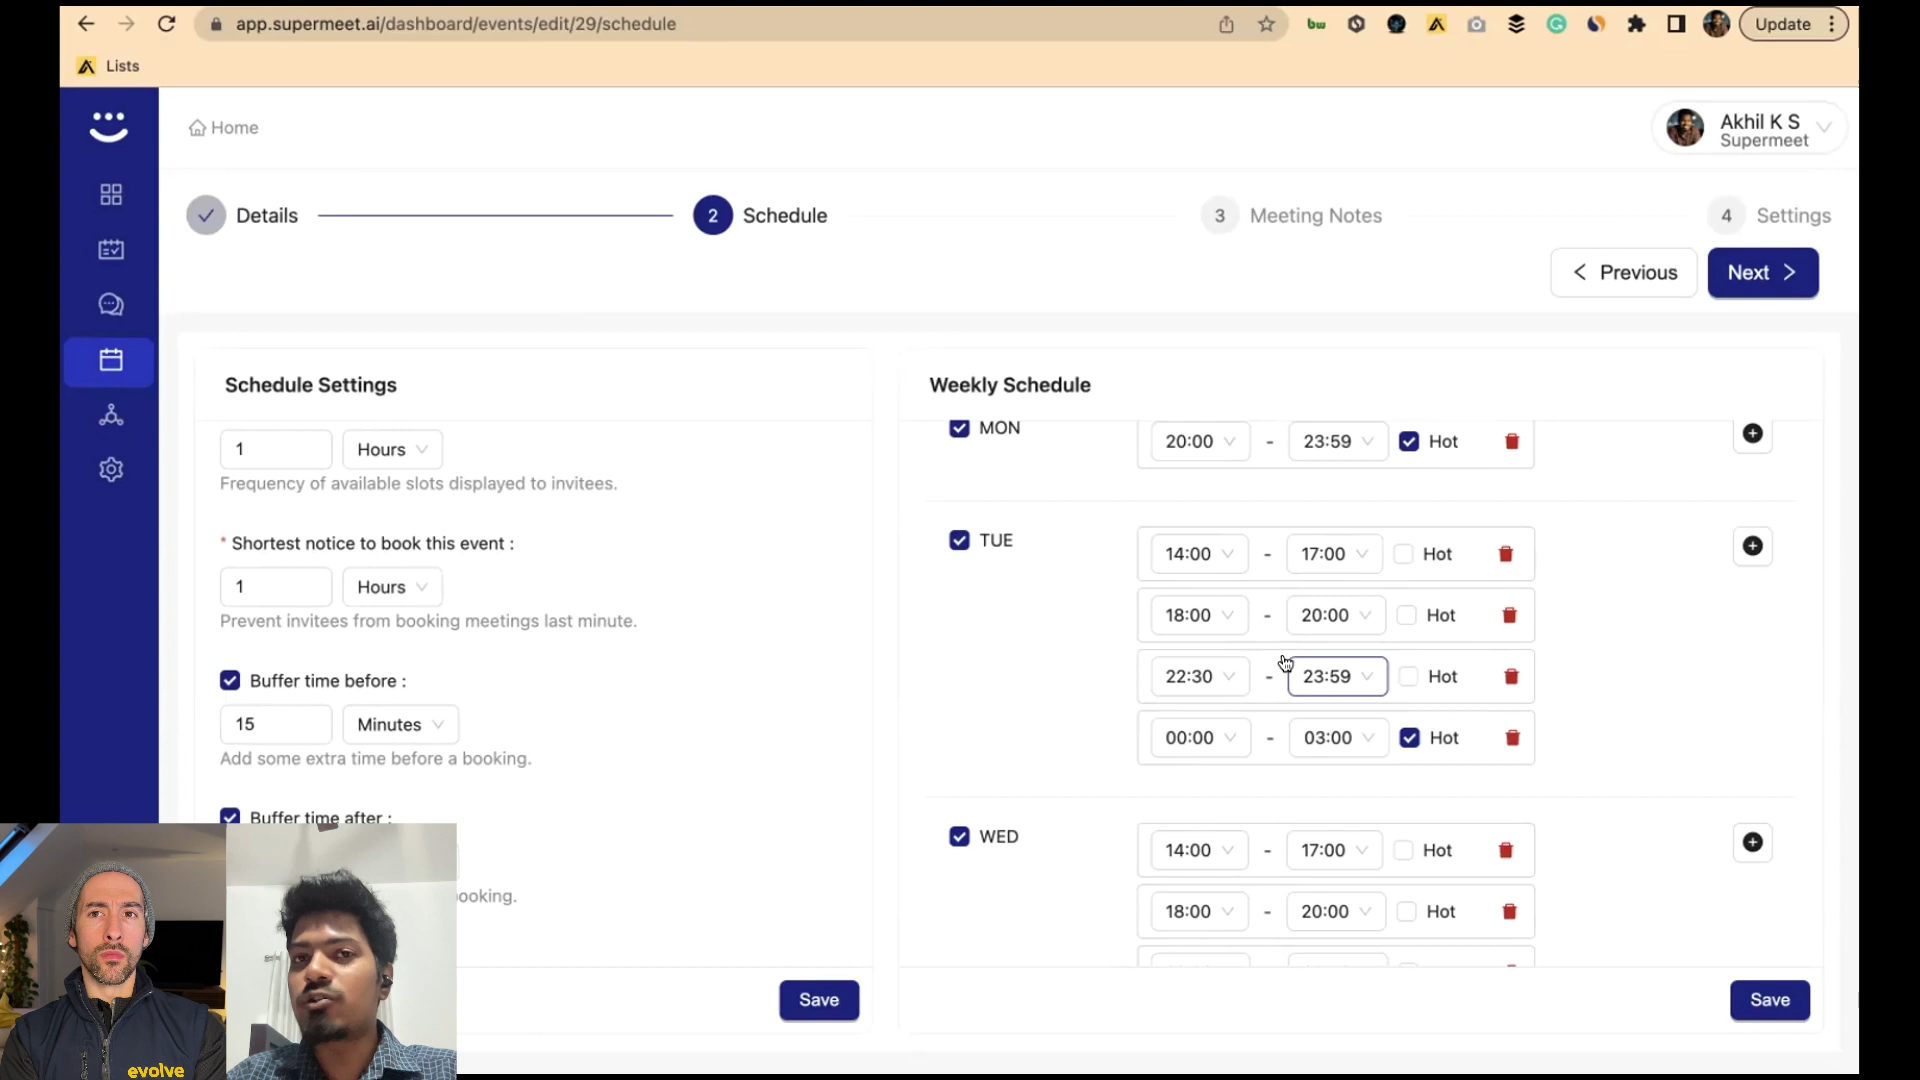 app.supermeet.ai/dashboard/events/edit/29/schedule
bw
Update
Lists
Home
Akhil K S
Supermeet
Details
2 Schedule
3 Meeting Notes
4 Settings
Previous
Next
Schedule Settings
1 Hours
Frequency of available slots displayed to invitees.
* Shortest notice to book this event :
1 Hours
Prevent invitees from booking meetings last minute.
Buffer time before :
15 Minutes
Add some extra time before a booking.
Buffer time after :
ooking.
Save
Weekly Schedule
MON
20:00 - 23:59 Hot
TUE
14:00 - 17:00 Hot
18:00 - 20:00 Hot
22:30 - 23:59 Hot
00:00 - 03:00 Hot
WED
14:00 - 17:00 Hot
18:00 - 20:00 Hot
Save
evolve